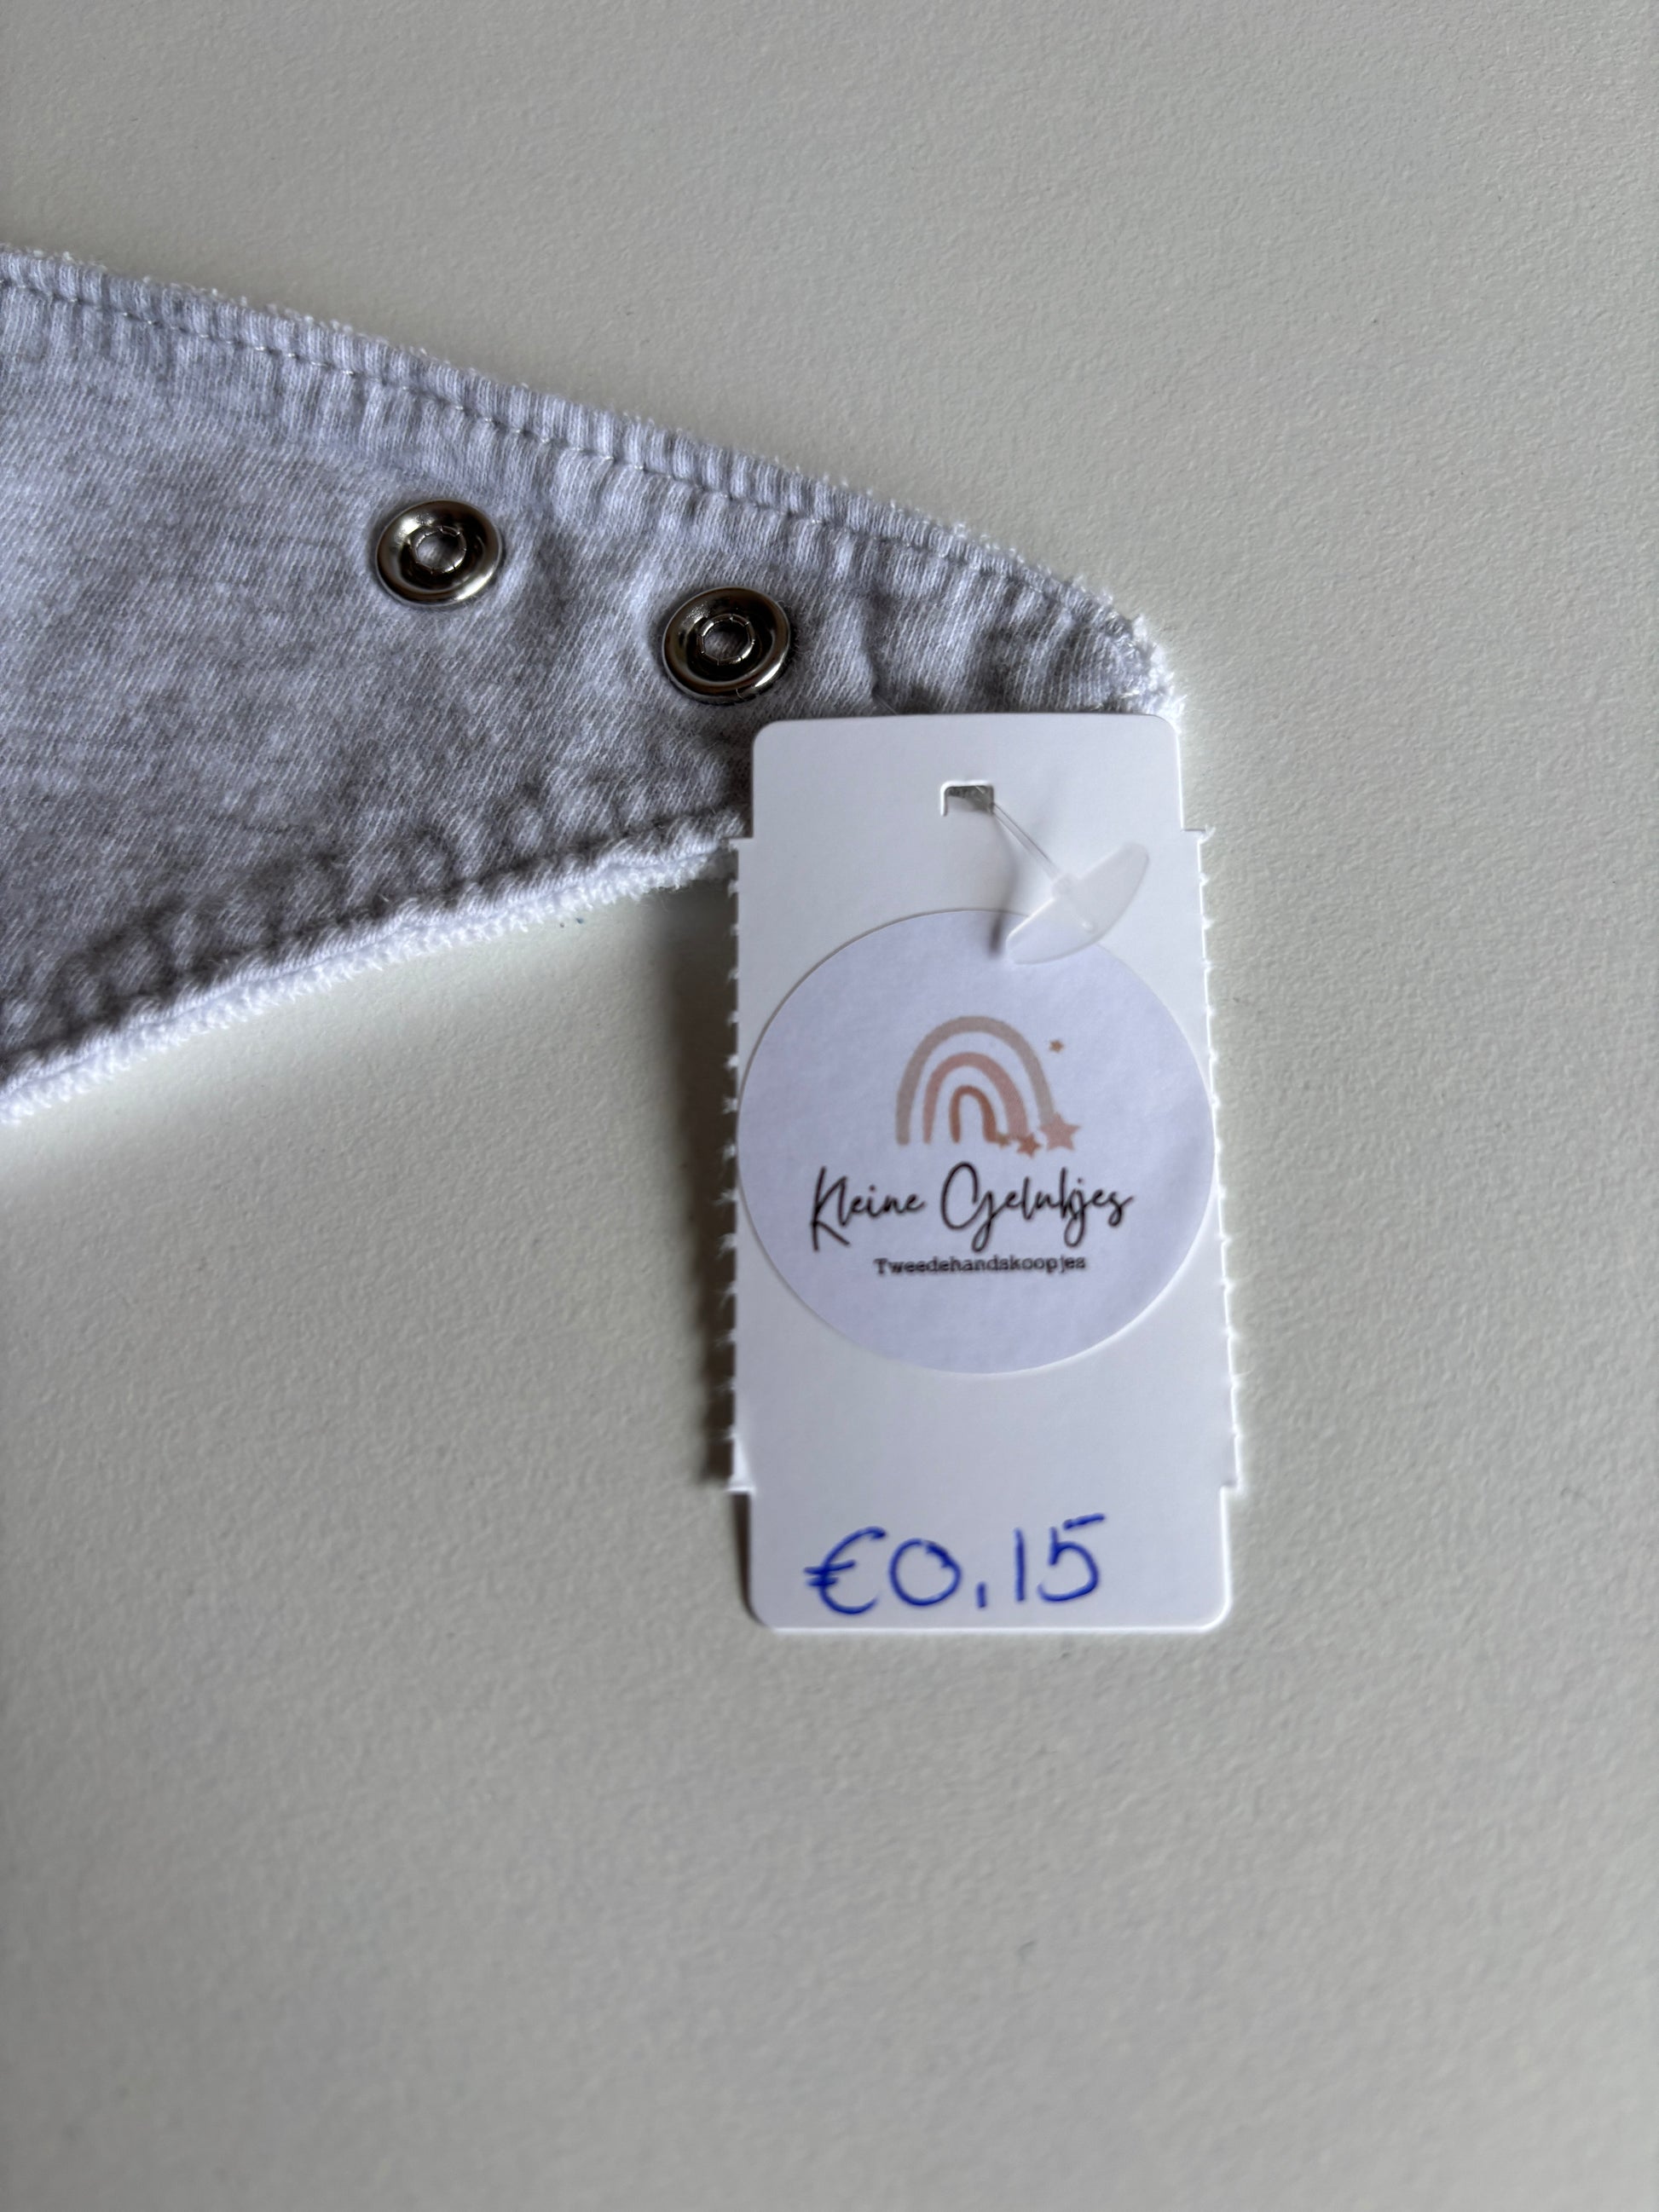 Kleine Gelukjes
Tweedehandskoopjes
€0,15